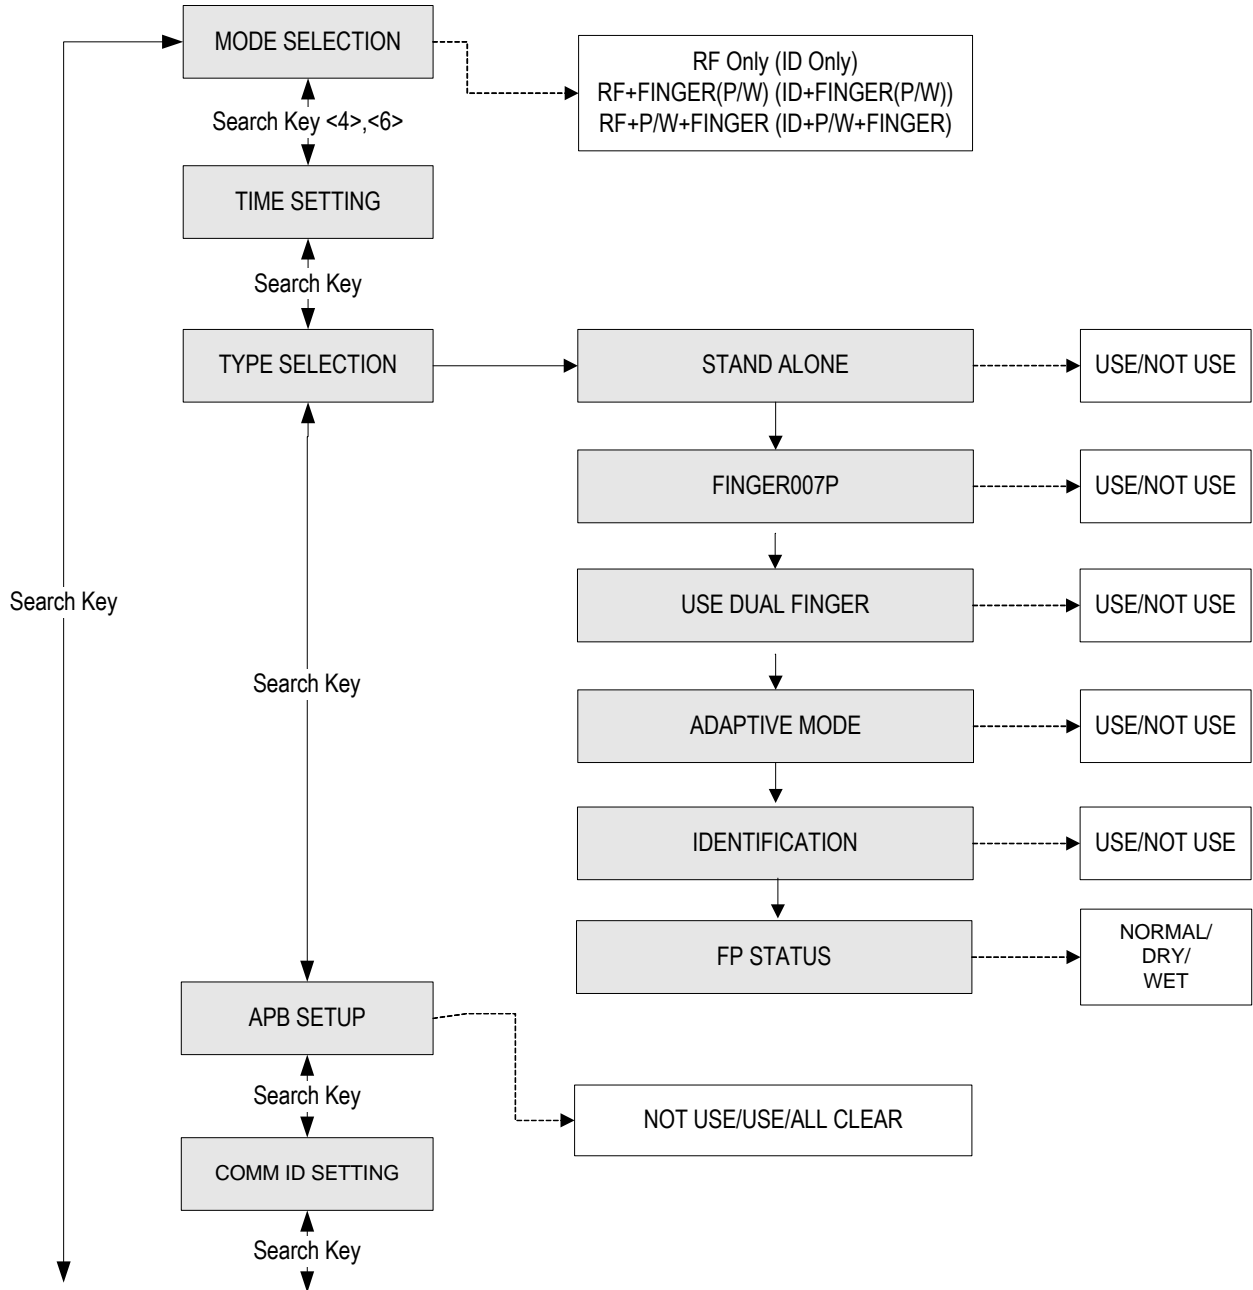 MODE SELECTION
RF Only (ID Only)
RF+FINGER(P/W) (ID+FINGER(P/W))
RF+P/W+FINGER (ID+P/W+FINGER)
Search Key <4>,<6>
TIME SETTING
Search Key
TYPE SELECTION
STAND ALONE
USE/NOT USE
FINGER007P
USE/NOT USE
USE DUAL FINGER
USE/NOT USE
Search Key
Search Key
ADAPTIVE MODE
USE/NOT USE
IDENTIFICATION
USE/NOT USE
FP STATUS
NORMAL/
DRY/
WET
APB SETUP
Search Key
NOT USE/USE/ALL CLEAR
COMM ID SETTING
Search Key